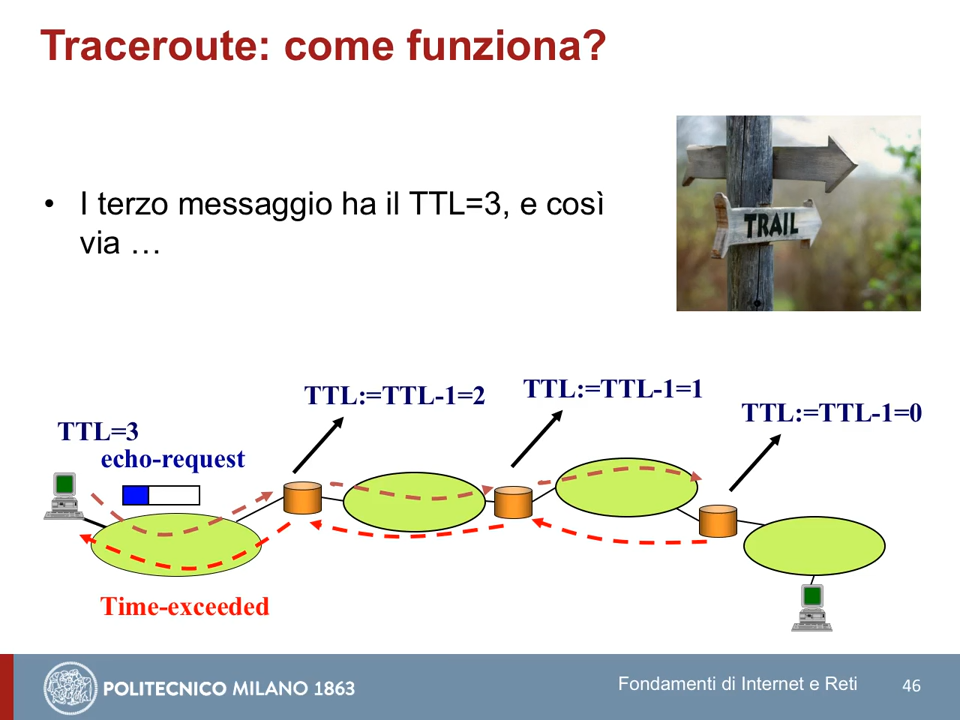 Traceroute: come funziona?
• I terzo messaggio ha il TTL=3, e così
via …
TRAIL
TTL:=TTL-1=2
TTL:=TTL-1=1
TTL:=TTL-1=0
TTL=3
echo-request
Time-exceeded
POLITECNICO MILANO 1863
Fondamenti di Internet e Reti
46